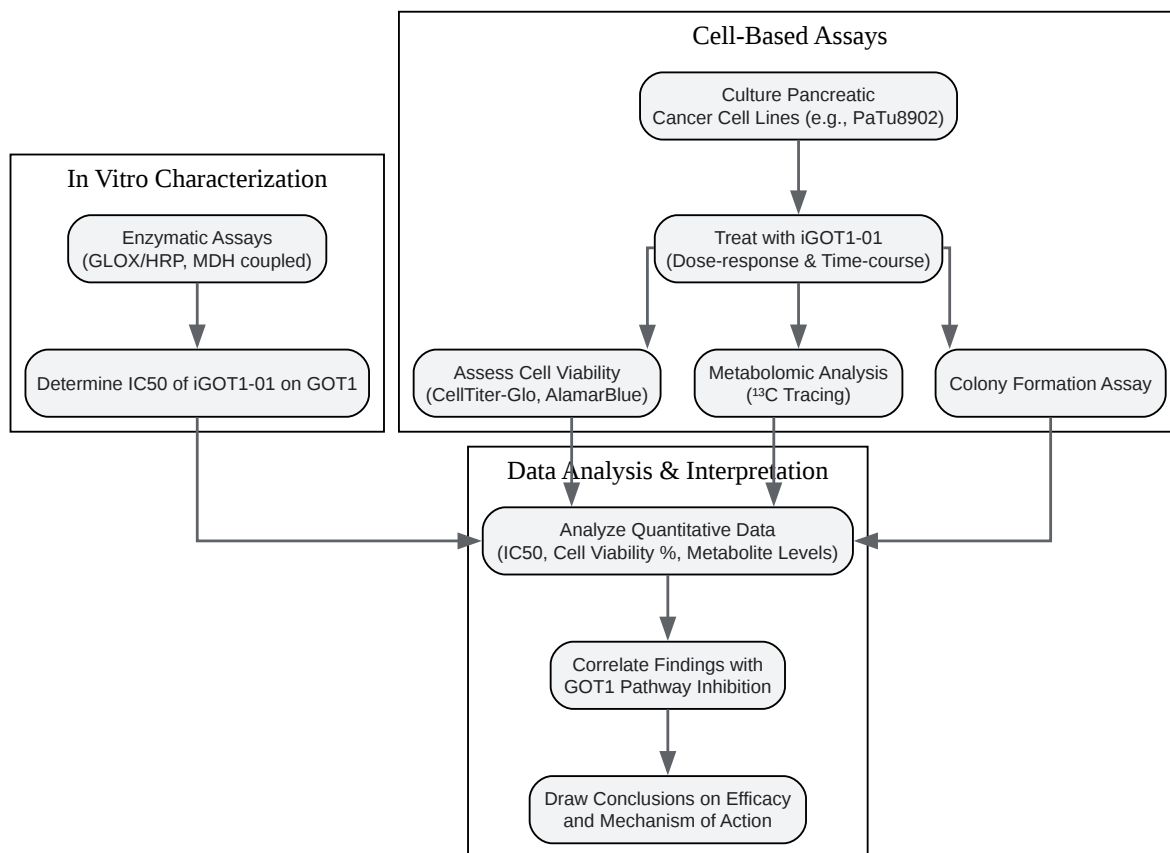 Cell-Based Assays
Culture Pancreatic
Cancer Cell Lines (e.g., PaTu8902)
In Vitro Characterization
Enzymatic Assays
(GLOX/HRP, MDH coupled)
Treat with iGOT1-01
(Dose-response & Time-course)
Determine IC50 of iGOT1-01 on GOT1
Assess Cell Viability
(CellTiter-Glo, AlamarBlue)
Metabolomic Analysis
(¹³C Tracing)
Colony Formation Assay
Data Analysis & Interpretation
Analyze Quantitative Data
(IC50, Cell Viability %, Metabolite Levels)
Correlate Findings with
GOT1 Pathway Inhibition
Draw Conclusions on Efficacy
and Mechanism of Action